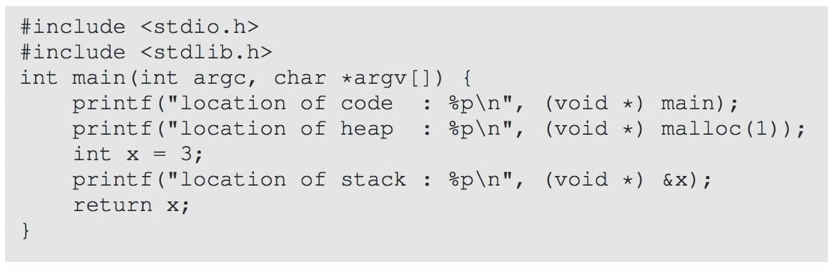 #include <stdio.h>
#include <stdlib.h>
int main(int argc, char *argv[]) {
    printf("location of code  : %p\n", (void *) main);
    printf("location of heap  : %p\n", (void *) malloc(1));
    int x = 3;
    printf("location of stack : %p\n", (void *) &x);
    return x;
}